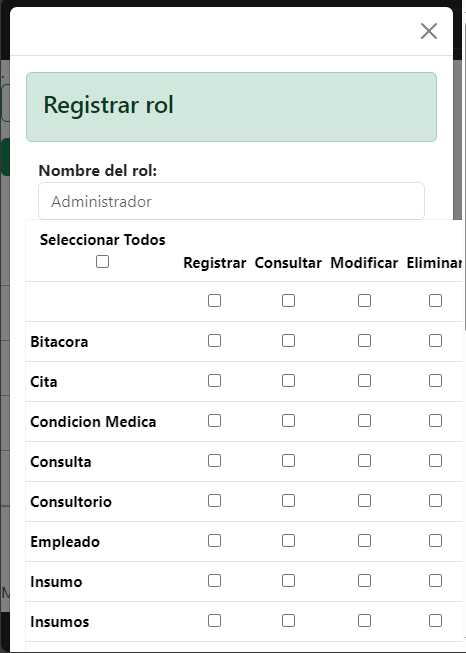 Registrar rol
Nombre del rol:
Administrador
Seleccionar Todos
Registrar Consultar Modificar Eliminar
Bitacora
Cita
Condicion Medica
Consulta
Consultorio
Empleado
Insumo
Insumos
M